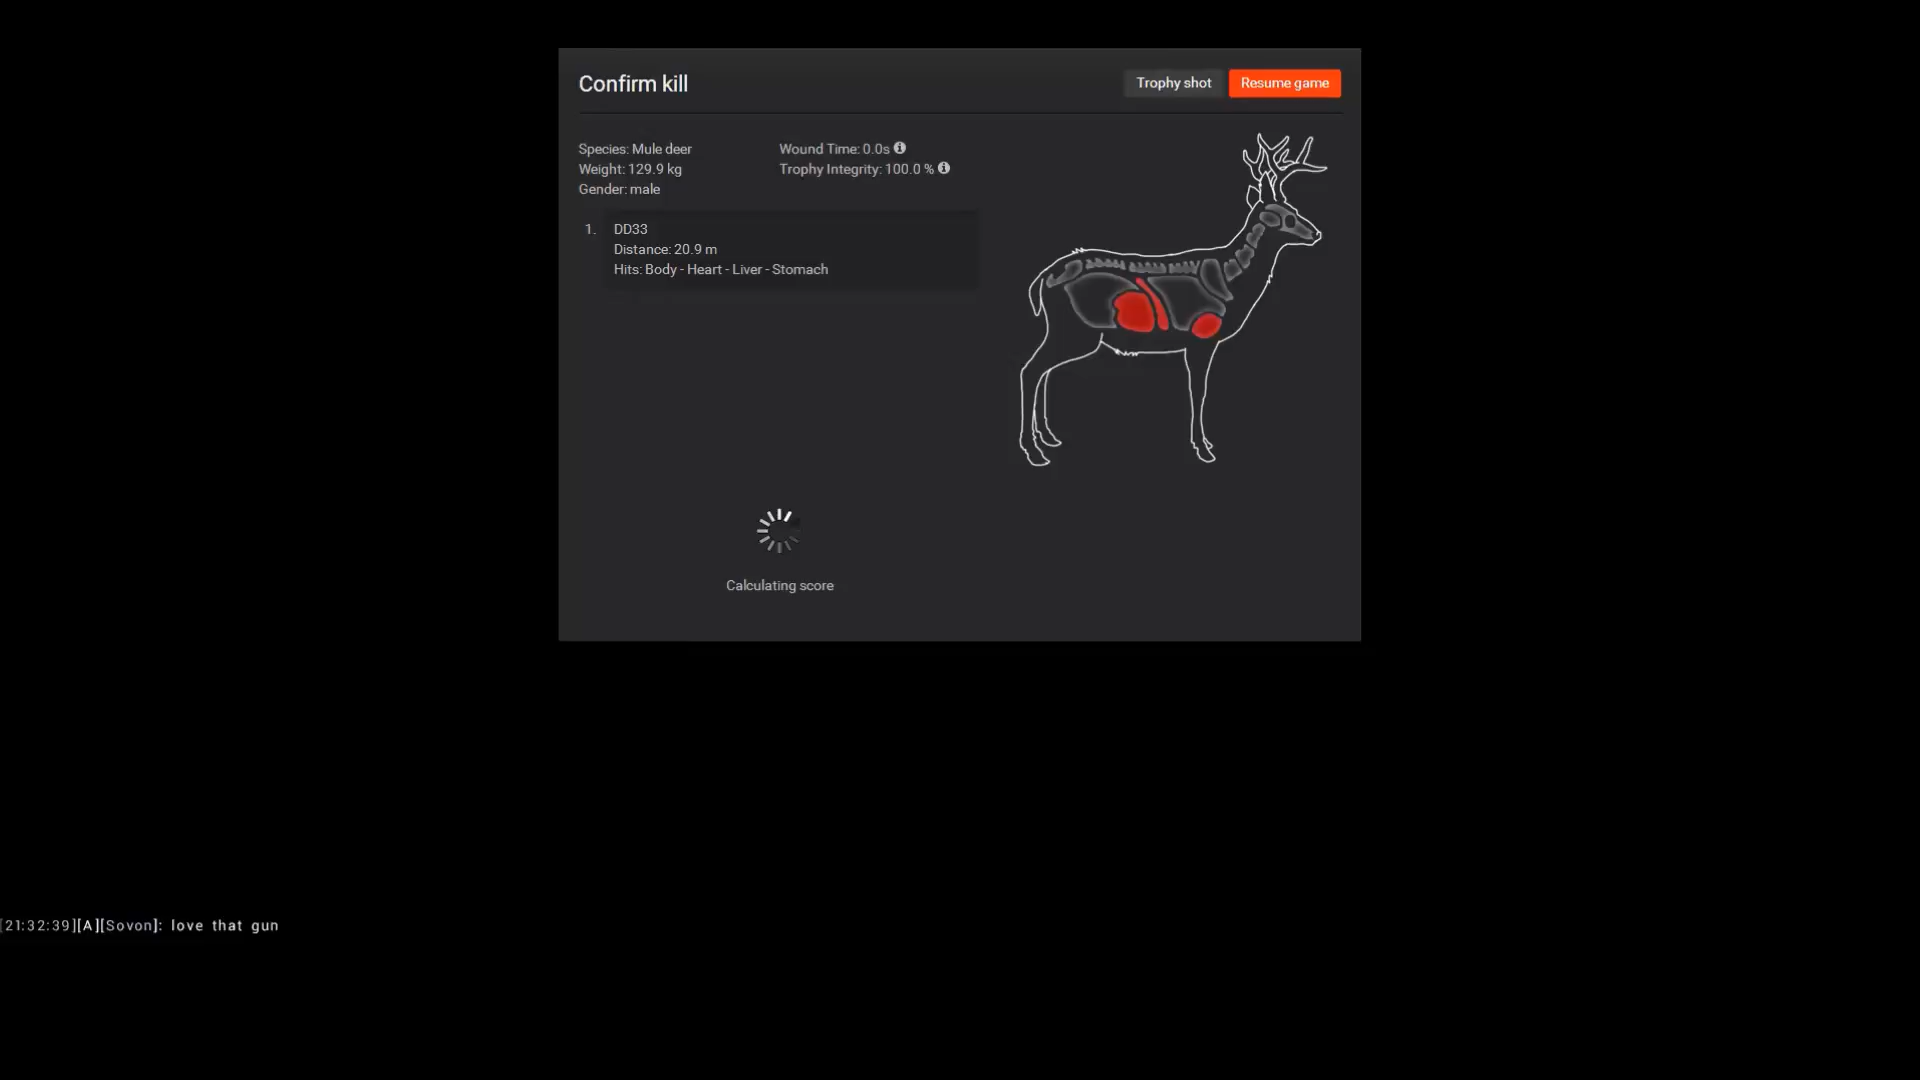 Confirm kill
Trophy shot
Resume game
Species: Mule deer
Weight: 129.9 kg
Gender: male
Wound Time: 0.0s
Trophy Integrity: 100.0 %
1. DD33
Distance: 20.9 m
Hits: Body - Heart - Liver - Stomach
Calculating score
[21:32:39][A][Sovon]: love that gun